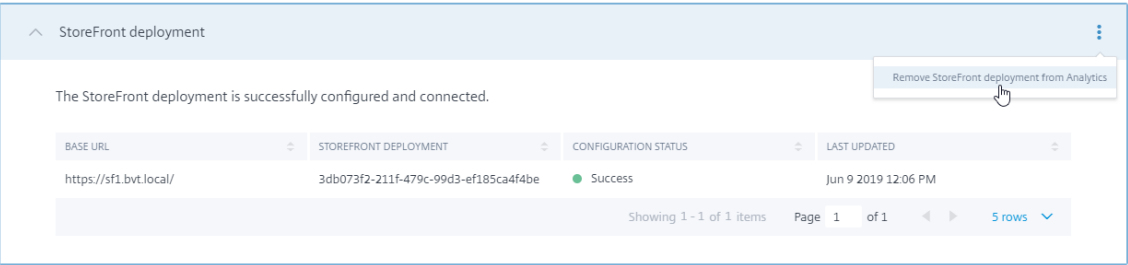 StoreFront deployment
Remove StoreFront deployment from Analytics
The StoreFront deployment is successfully configured and connected.
BASE URL STOREFRONT DEPLOYMENT CONFIGURATION STATUS LAST UPDATED
https://sf1.bvt.local/ 3db073f2-211f-479c-99d3-ef185ca4f4be Success Jun 9 2019 12:06 PM
Showing 1 - 1 of 1 items Page 1 of 1 5 rows